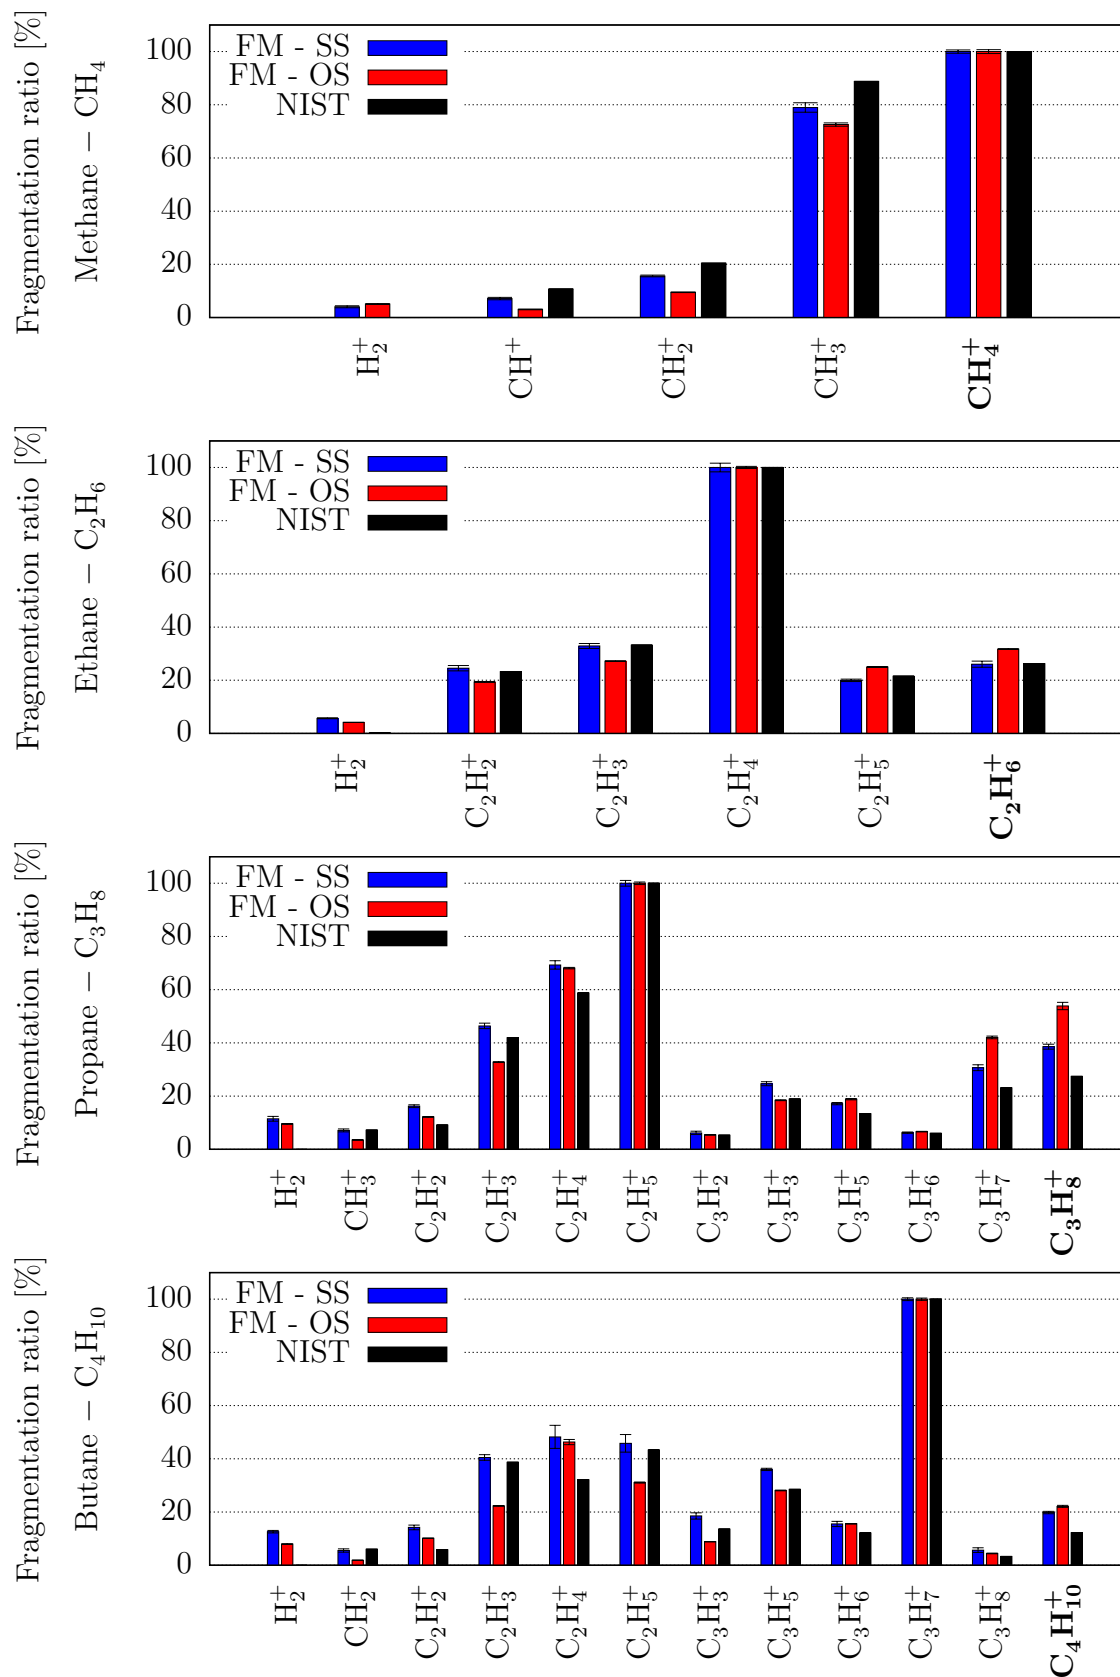 Fragmentation ratio [%]
Methane – CH₄
FM - SS
FM - OS
NIST
100
80
60
40
20
0
H₂⁺
CH⁺
CH₂⁺
CH₃⁺
CH₄⁺
Fragmentation ratio [%]
Ethane – C₂H₆
FM - SS
FM - OS
NIST
100
80
60
40
20
0
H₂⁺
C₂H₂⁺
C₂H₃⁺
C₂H₄⁺
C₂H₅⁺
C₂H₆⁺
Fragmentation ratio [%]
Propane – C₃H₈
FM - SS
FM - OS
NIST
100
80
60
40
20
0
H₂⁺
CH₃⁺
C₂H₂⁺
C₂H₃⁺
C₂H₄⁺
C₂H₅⁺
C₃H₂⁺
C₃H₃⁺
C₃H₅⁺
C₃H₆⁺
C₃H₇⁺
C₃H₈⁺
Fragmentation ratio [%]
Butane – C₄H₁₀
FM - SS
FM - OS
NIST
100
80
60
40
20
0
H₂⁺
CH₂⁺
C₂H₂⁺
C₂H₃⁺
C₂H₄⁺
C₂H₅⁺
C₃H₃⁺
C₃H₅⁺
C₃H₆⁺
C₃H₇⁺
C₃H₈⁺
C₄H₁₀⁺